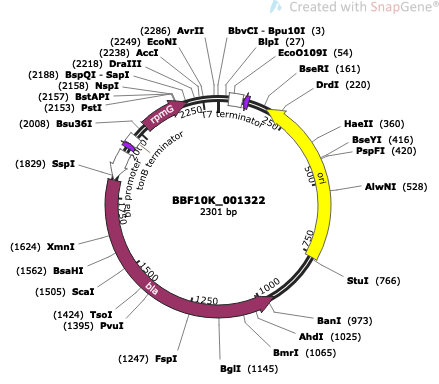 Created with SnapGene®
(2286) AvrII
(2249) EcoNI
(2238) AccI
(2218) DraIII
(2188) BspQI - SapI
(2158) NspI
(2157) BstAPI
(2153) PstI
(2008) Bsu36I
(1829) SspI
(1624) XmnI
(1562) BsaHI
(1505) ScaI
(1424) TsoI
(1395) PvuI
(1247) FspI
BglI (1145)
BmrI (1065)
AhdI (1025)
BanI (973)
StuI (766)
AlwNI (528)
PspFI (420)
BseYI (416)
HaeII (360)
DrdI (220)
BseRI (161)
EcoO109I (54)
BlpI (27)
BbvCI - Bpu10I (3)
T7 terminator
rpmG
tonB terminator
bla promoter
bla
ori
250
500
750
1000
1250
1500
1750
2250
BBF10K_001322
2301 bp